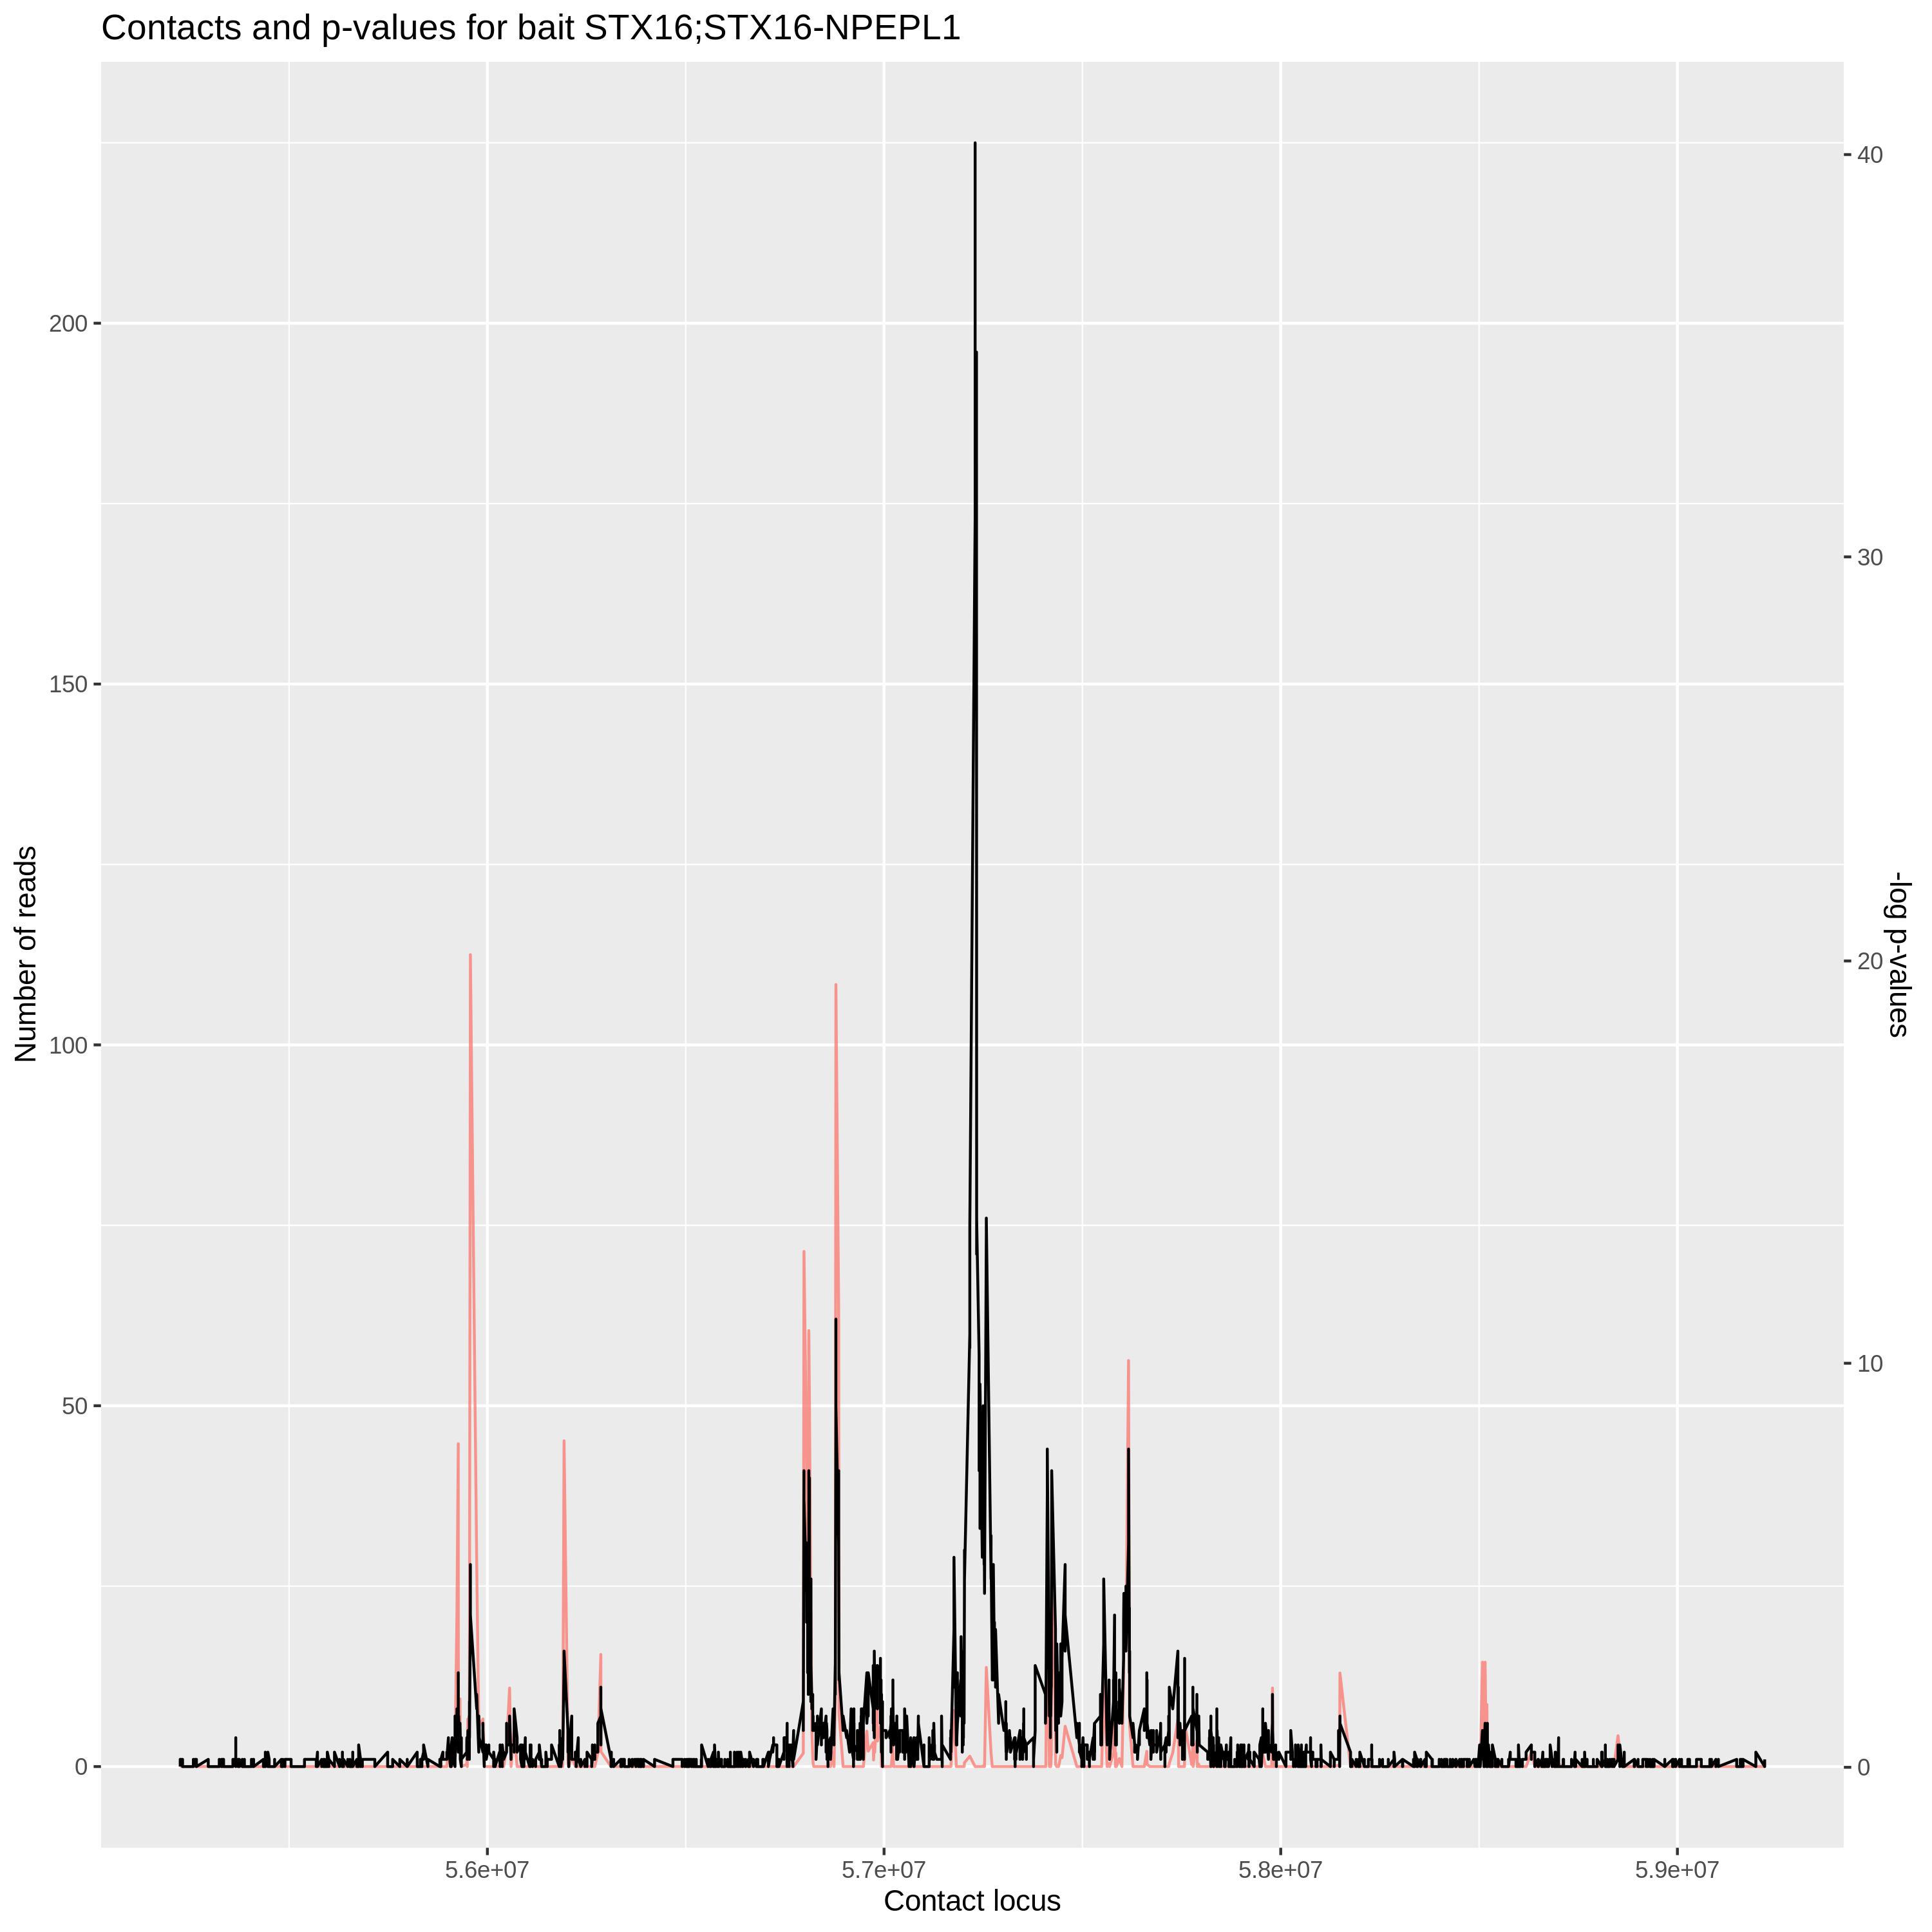 Contacts and p-values for bait STX16;STX16-NPEPL1
Number of reads
200
150
100
50
0
40
30
20
10
0
-log p-values
5.6e+07
5.7e+07
5.8e+07
5.9e+07
Contact locus